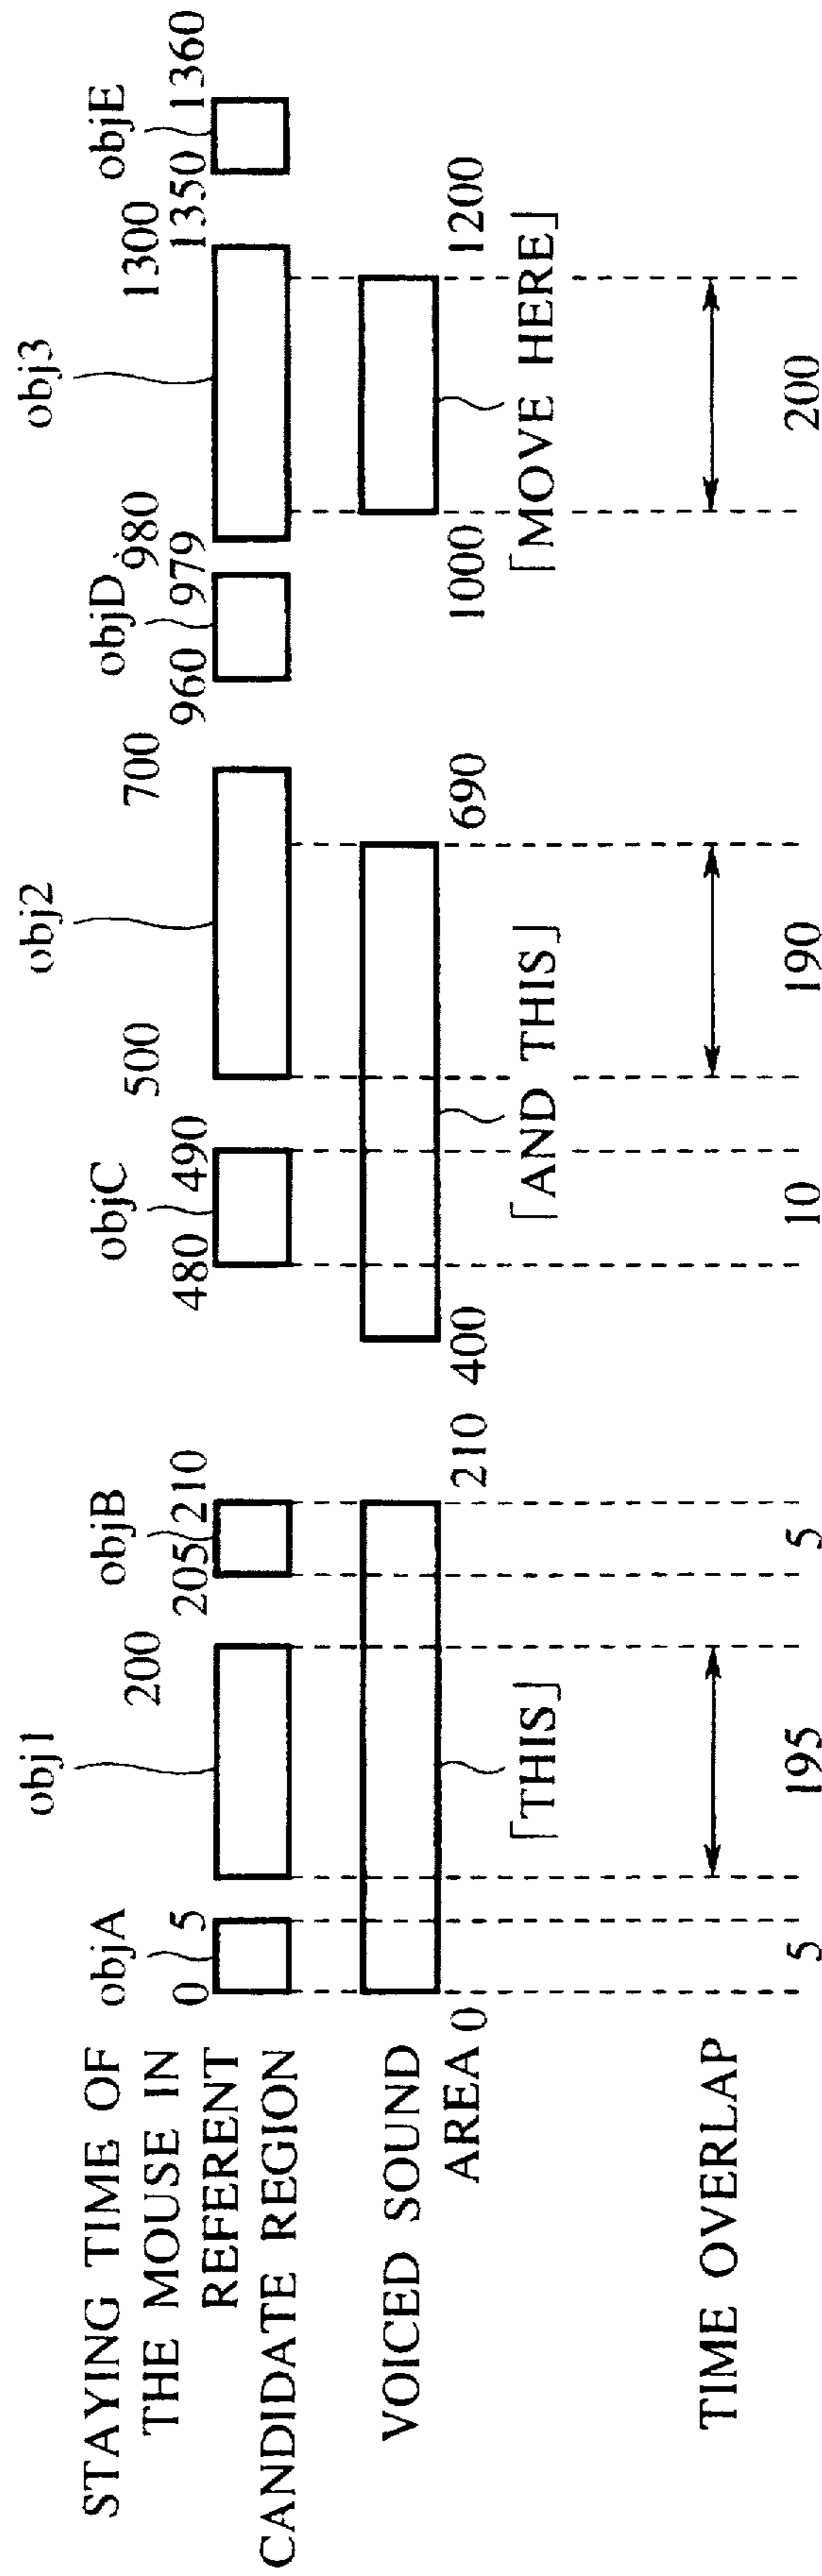 obj1
obj2
obj3
objA
objB
objC
objD
objE
STAYING TIME OF
THE MOUSE IN
REFERENT
CANDIDATE REGION
200
500
700
980
1300
0
5
205
210
480
490
960
979
1350
1360
VOICED SOUND
AREA
0
210
400
690
1000
1200
「THIS」
「AND THIS」
「MOVE HERE」
TIME OVERLAP
5
195
5
10
190
200